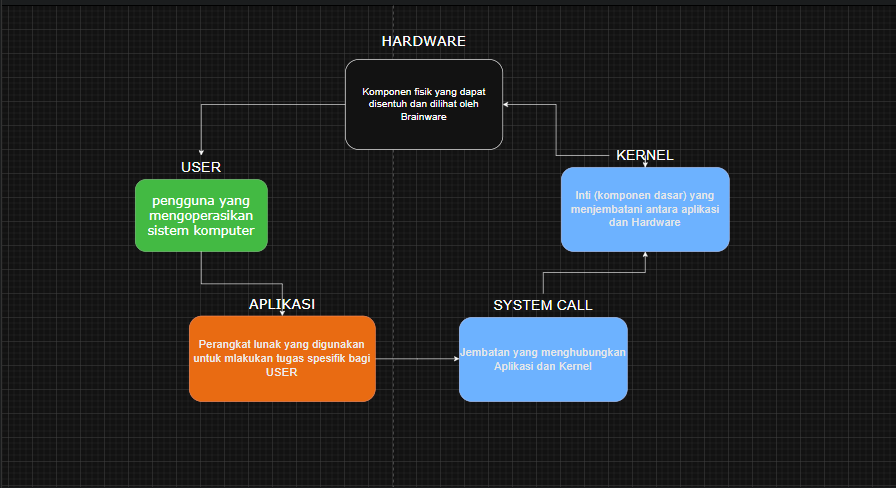 HARDWARE
Komponen fisik yang dapat
disentuh dan dilihat oleh
Brainware
KERNEL
Inti (komponen dasar) yang
menjembatani antara aplikasi
dan Hardware
USER
pengguna yang
mengoperasikan
sistem komputer
APLIKASI
Perangkat lunak yang digunakan
untuk mlakukan tugas spesifik bagi
USER
SYSTEM CALL
Jembatan yang menghubungkan
Aplikasi dan Kernel